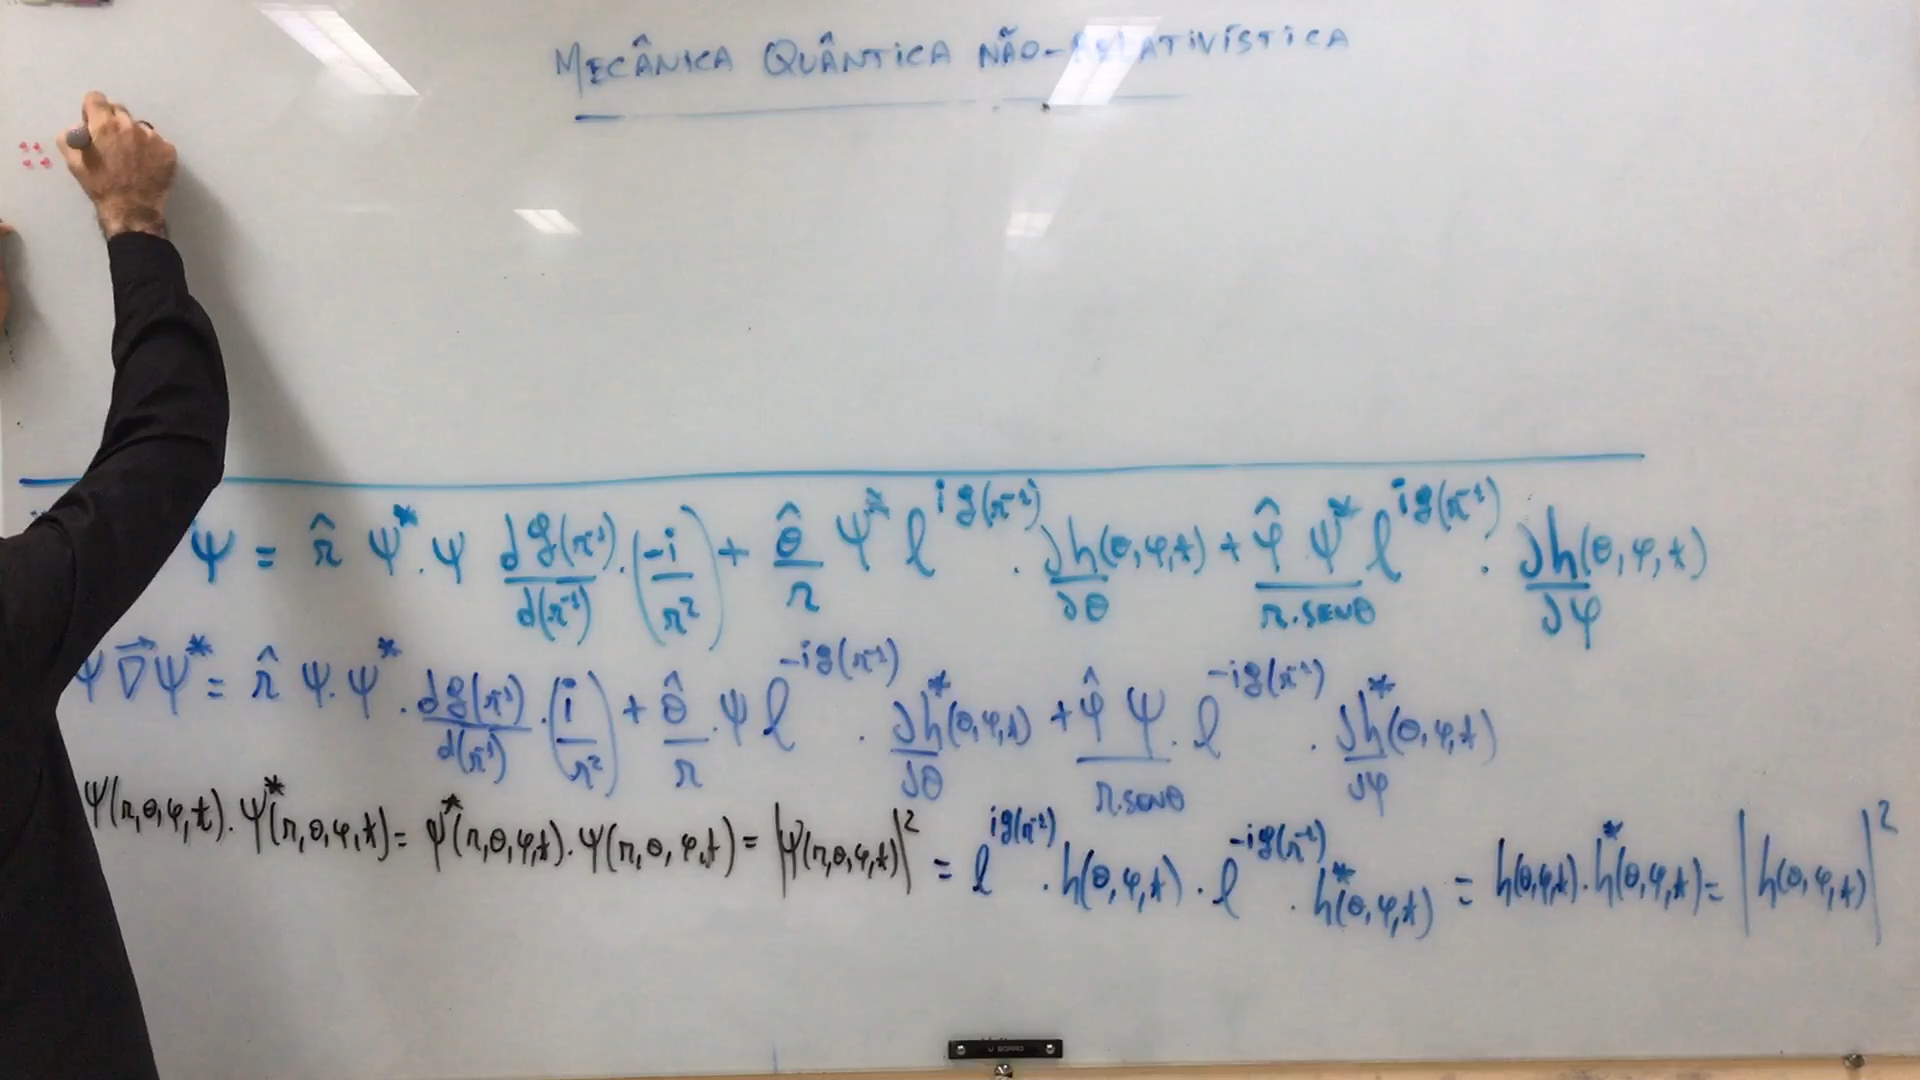 MECÂNICA QUÂNTICA NÃO-RELATIVÍSTICA
ψ = r̂ ψ*.ψ dg(r⁻¹)/d(r⁻¹).(-i/r²) + θ̂/r ψ* e^{ig(r⁻¹)} . ∂h(θ,φ,t)/∂θ + φ̂ ψ*/(r.senθ) e^{ig(r⁻¹)} . ∂h(θ,φ,t)/∂φ
ψ∇⃗ψ* = r̂ ψ.ψ* . dg(r⁻¹)/d(r⁻¹).(i/r²) + θ̂/r . ψ e^{-ig(r⁻¹)} . ∂h*(θ,φ,t)/∂θ + φ̂ ψ/(r.senθ) . e^{-ig(r⁻¹)} . ∂h*(θ,φ,t)/∂φ
ψ(r,θ,φ,t).ψ*(r,θ,φ,t) = ψ*(r,θ,φ,t).ψ(r,θ,φ,t) = |ψ(r,θ,φ,t)|² = e^{ig(r⁻¹)} . h(θ,φ,t) . e^{-ig(r⁻¹)} . h*(θ,φ,t) = h(θ,φ,t).h*(θ,φ,t) = |h(θ,φ,t)|²